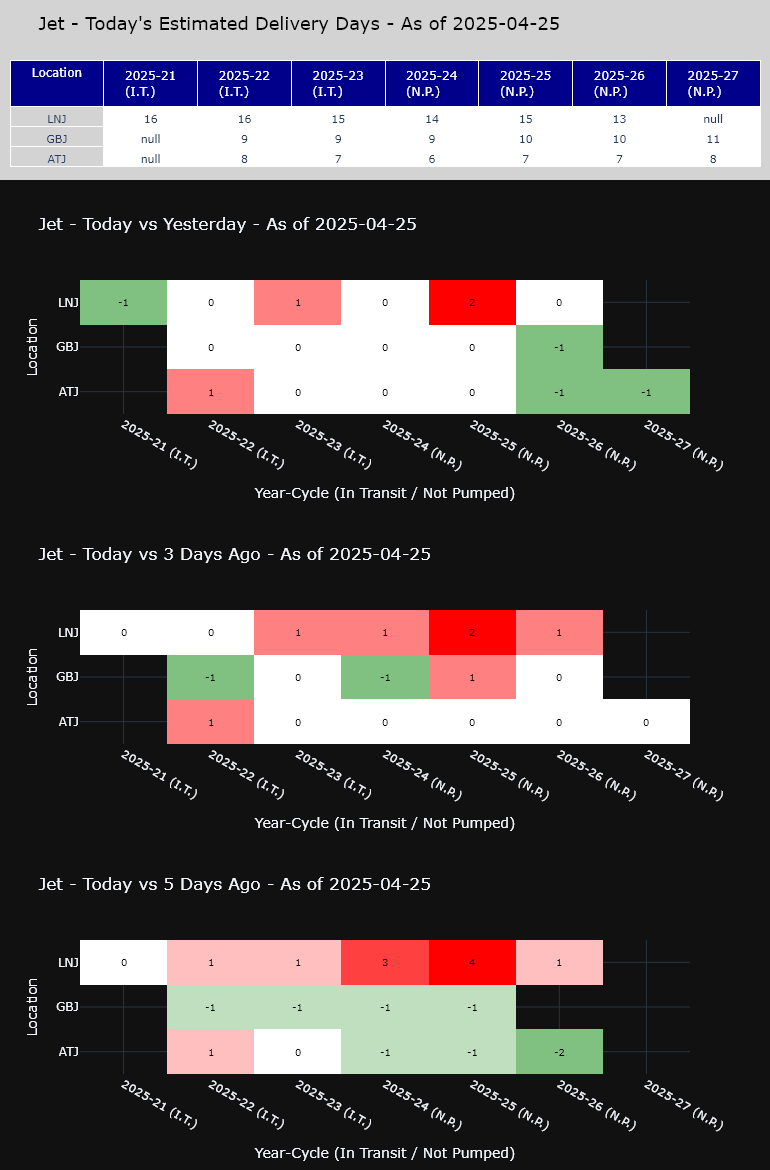 Jet - Today's Estimated Delivery Days - As of 2025-04-25
Location 2025-21 (I.T.) 2025-22 (I.T.) 2025-23 (I.T.) 2025-24 (N.P.) 2025-25 (N.P.) 2025-26 (N.P.) 2025-27 (N.P.)
LNJ 16 16 15 14 15 13 null
GBJ null 9 9 9 10 10 11
ATJ null 8 7 6 7 7 8
Jet - Today vs Yesterday - As of 2025-04-25
Location
LNJ -1 0 1 0 2 0
GBJ 0 0 0 0 -1
ATJ 1 0 0 0 -1 -1
2025-21 (I.T.) 2025-22 (I.T.) 2025-23 (I.T.) 2025-24 (N.P.) 2025-25 (N.P.) 2025-26 (N.P.) 2025-27 (N.P.)
Year-Cycle (In Transit / Not Pumped)
Jet - Today vs 3 Days Ago - As of 2025-04-25
Location
LNJ 0 0 1 1 2 1
GBJ -1 0 -1 1 0
ATJ 1 0 0 0 0 0
2025-21 (I.T.) 2025-22 (I.T.) 2025-23 (I.T.) 2025-24 (N.P.) 2025-25 (N.P.) 2025-26 (N.P.) 2025-27 (N.P.)
Year-Cycle (In Transit / Not Pumped)
Jet - Today vs 5 Days Ago - As of 2025-04-25
Location
LNJ 0 1 1 3 4 1
GBJ -1 -1 -1 -1
ATJ 1 0 -1 -1 -2
2025-21 (I.T.) 2025-22 (I.T.) 2025-23 (I.T.) 2025-24 (N.P.) 2025-25 (N.P.) 2025-26 (N.P.) 2025-27 (N.P.)
Year-Cycle (In Transit / Not Pumped)